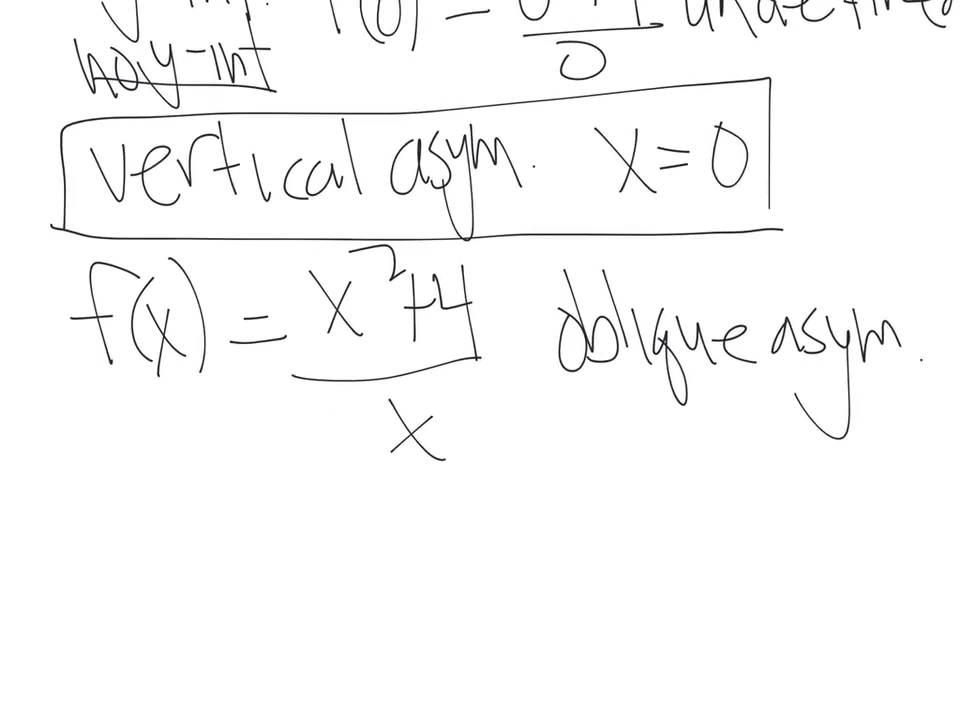 f(0) = 0+4/0 undefined
no y-int
vertical asym. x=0
f(x) = x²+4/x oblique asym.